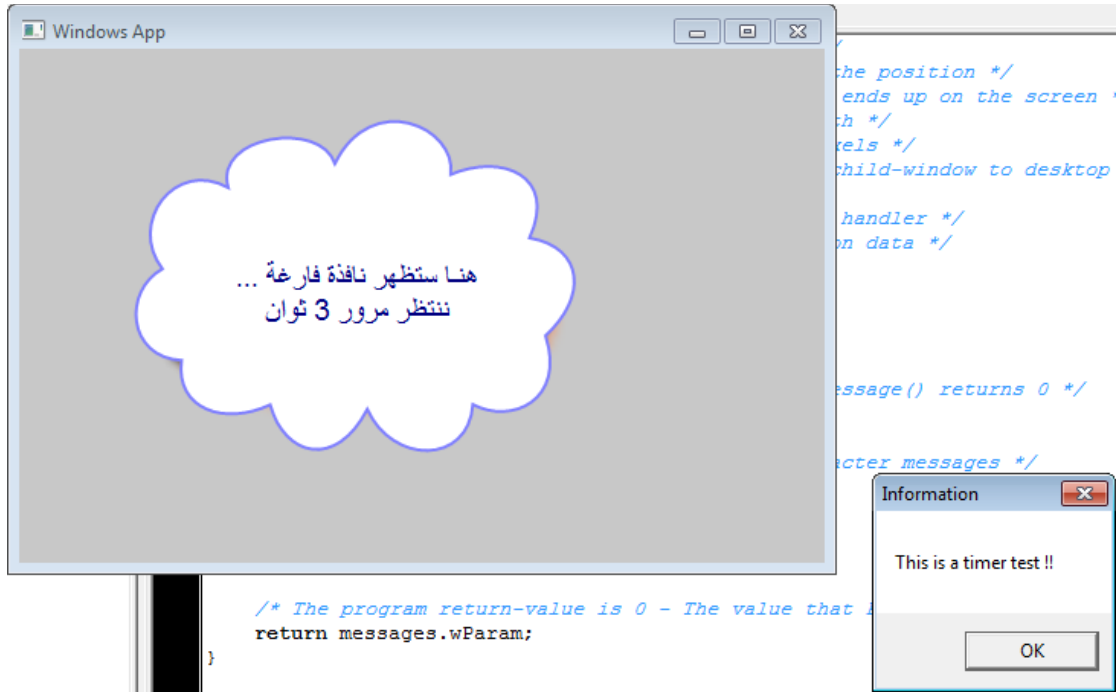 Windows App
هنا ستظهر نافذة فارغة ...
ننتظر مرور 3 ثوان
/
the position */
ends up on the screen
th */
xels */
child-window to desktop
handler */
on data */
essage() returns 0 */
acter messages */
Information
This is a timer test !!
OK
/* The program return-value is 0 - The value that
return messages.wParam;
}